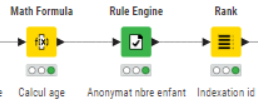 Math Formula Rule Engine Rank
f(x)
e Calcul age Anonymat nbre enfant Indexation id